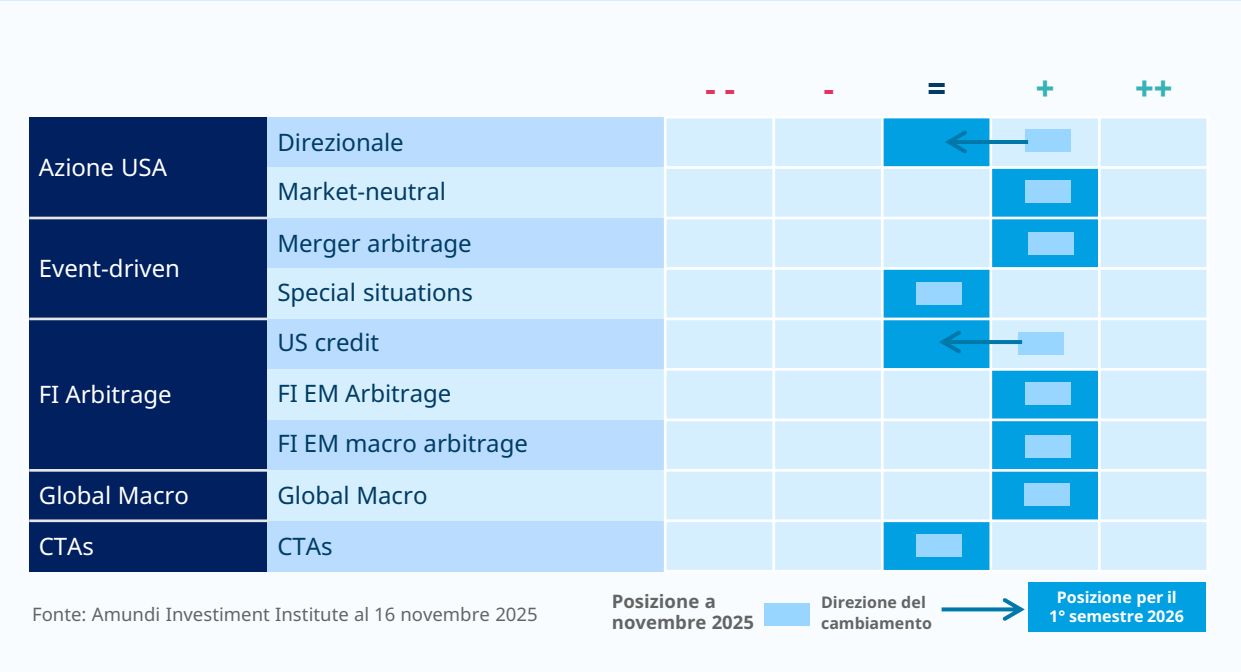 - - - = + ++
Azione USA
Direzionale
Market-neutral
Event-driven
Merger arbitrage
Special situations
FI Arbitrage
US credit
FI EM Arbitrage
FI EM macro arbitrage
Global Macro
Global Macro
CTAs
CTAs
Fonte: Amundi Investiment Institute al 16 novembre 2025
Posizione a
novembre 2025
Direzione del
cambiamento
Posizione per il
1° semestre 2026